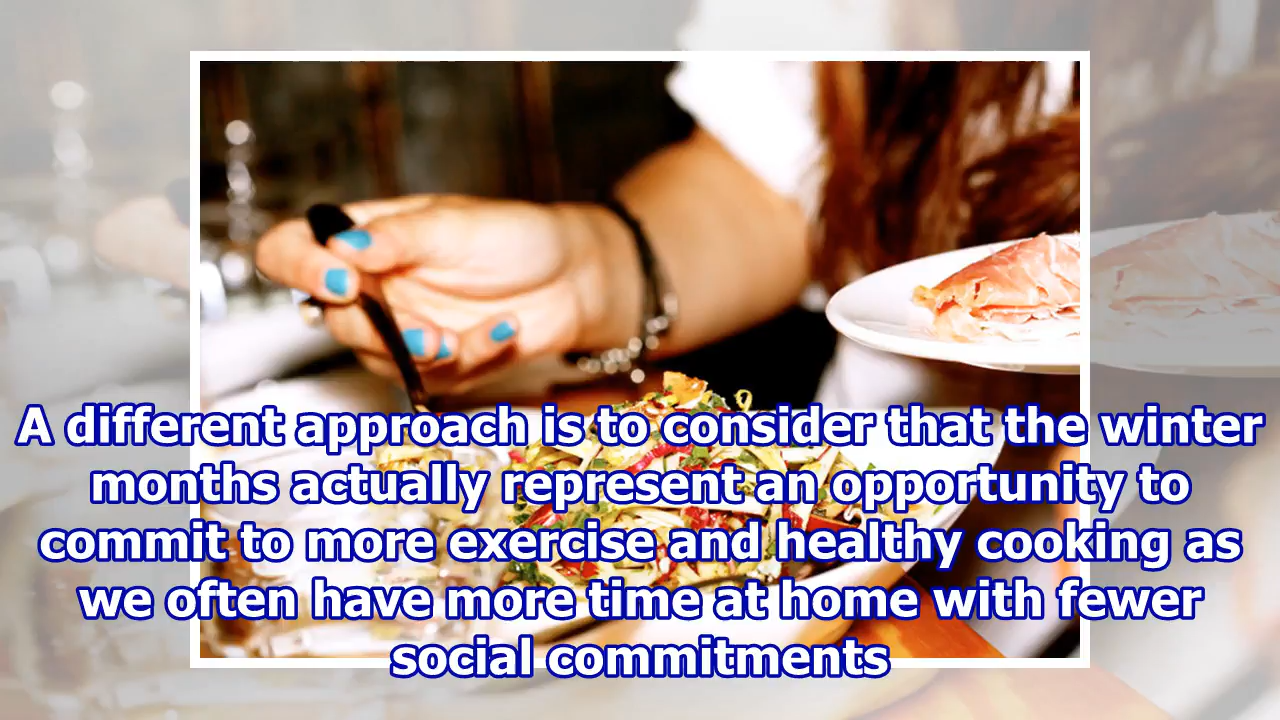 A different approach is to consider that the winter
months actually represent an opportunity to
commit to more exercise and healthy cooking as
we often have more time at home with fewer
social commitments